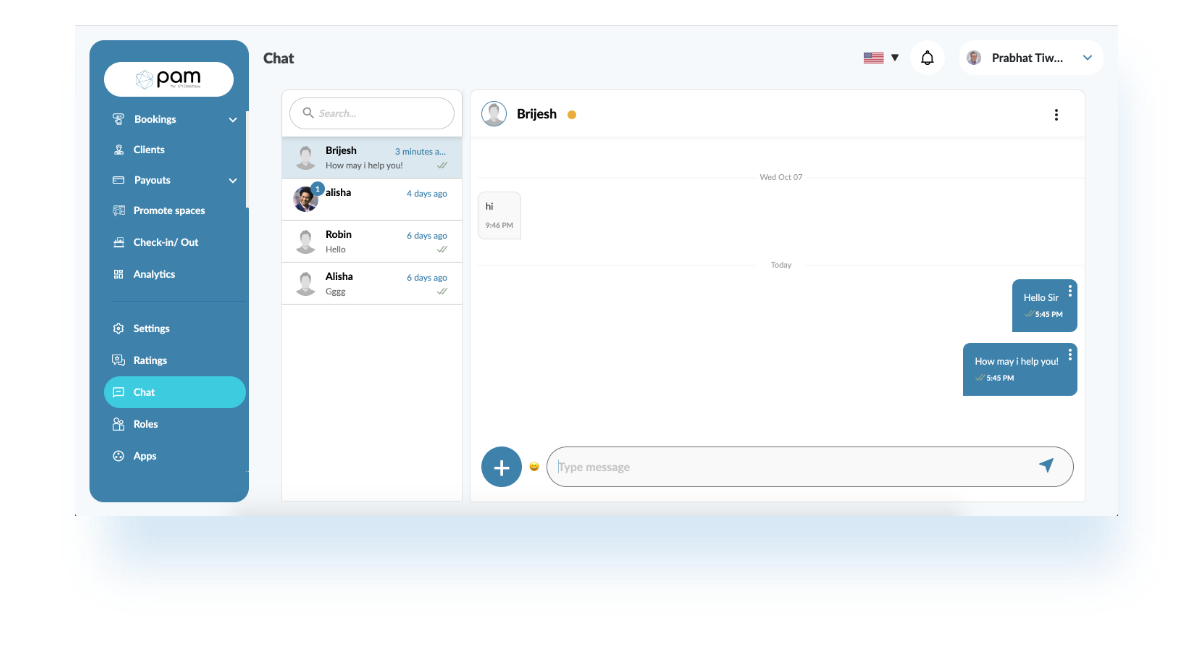 pam
Bookings
Clients
Payouts
Promote spaces
Check-in/ Out
Analytics
Settings
Ratings
Chat
Roles
Apps
Chat
Prabhat Tiw...
Search...
Brijesh
3 minutes a...
How may i help you!
1
alisha
4 days ago
Robin
6 days ago
Hello
Alisha
6 days ago
Gggg
Brijesh
Wed Oct 07
hi
9:46 PM
Today
Hello Sir
5:45 PM
How may i help you!
5:45 PM
Type message